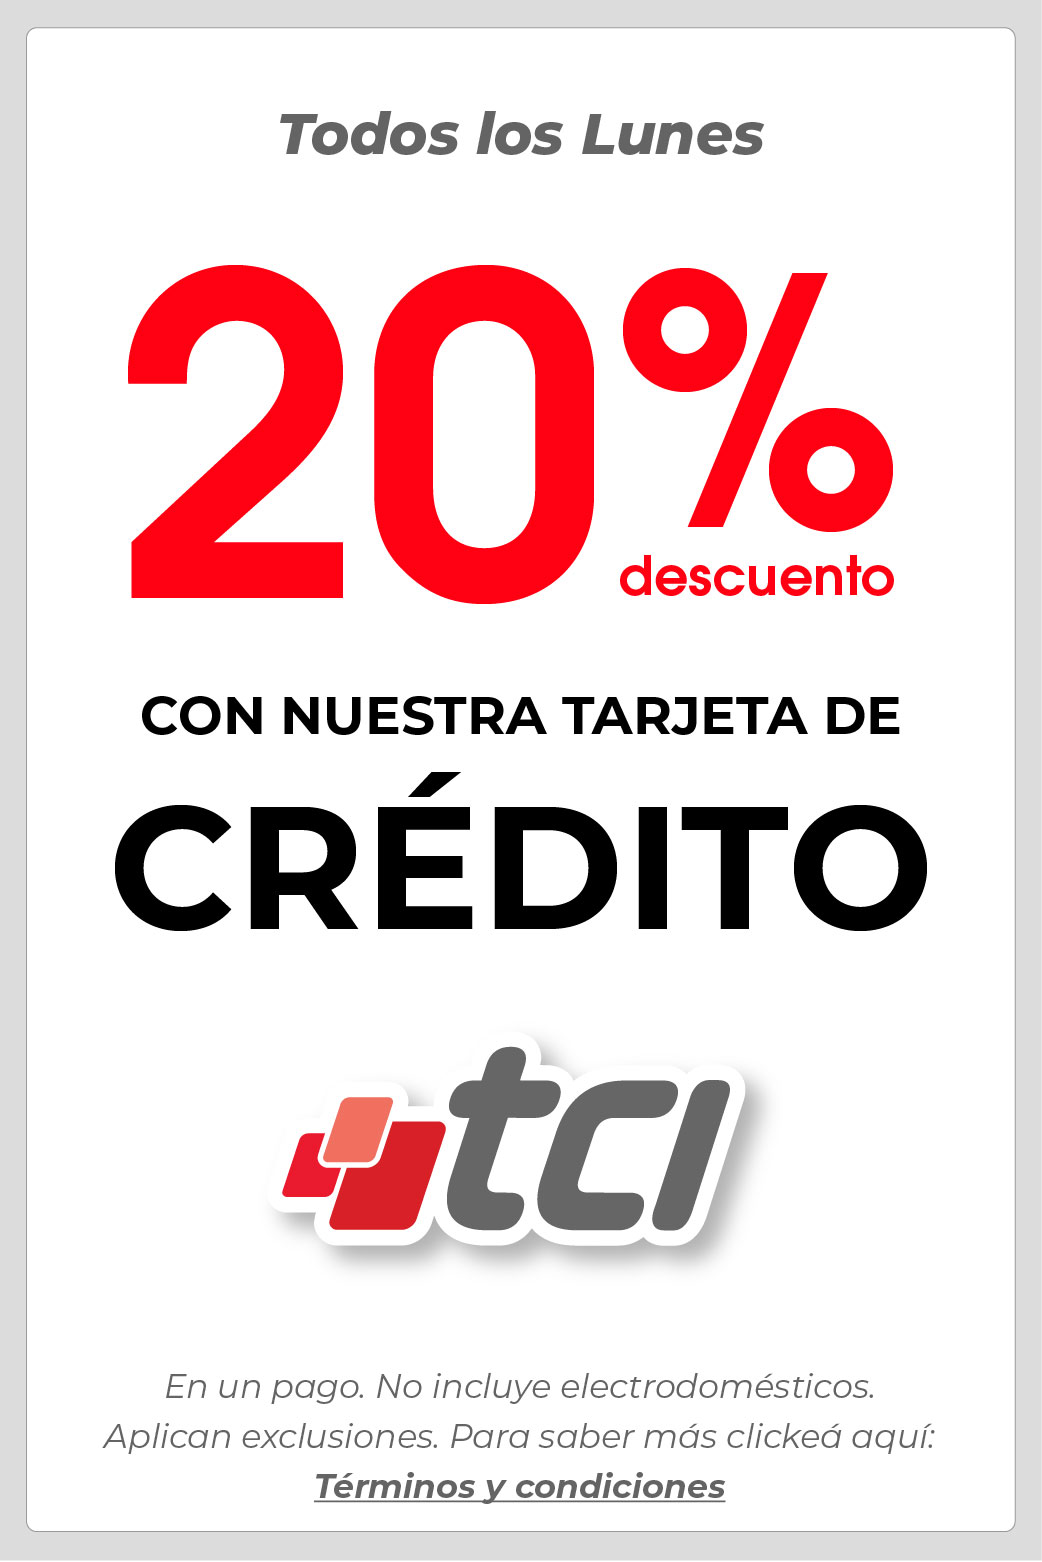 Todos los Lunes
20%
descuento
CON NUESTRA TARJETA DE
CRÉDITO
tci
En un pago. No incluye electrodomésticos.
Aplican exclusiones. Para saber más clickeá aquí:
Términos y condiciones